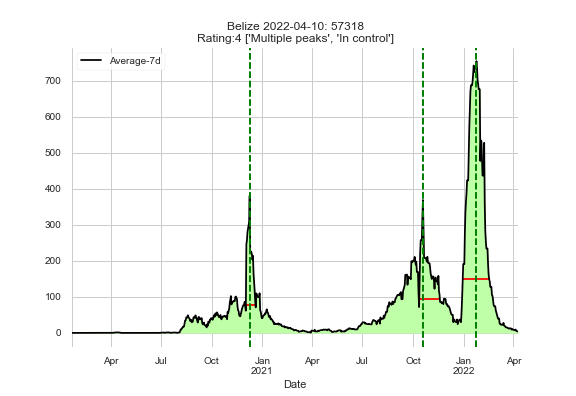 Belize 2022-04-10: 57318
Rating:4 ['Multiple peaks', 'In control']
Average-7d
700
600
500
400
300
200
100
0
Apr Jul Oct Jan Apr Jul Oct Jan Apr
2021 2022
Date